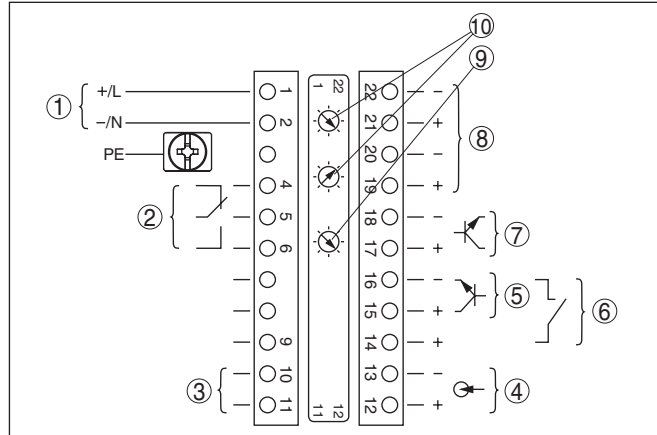 ⑩
⑨
① +/L 1 1 22 22 −
−/N 2 21 + ⑧
PE 20 −
4 19 +
② 5 18 − ⑦
6 17 +
16 − ⑤ ⑥
15 +
9 14 +
③ 10 13 − ④
11 11 12 12 +